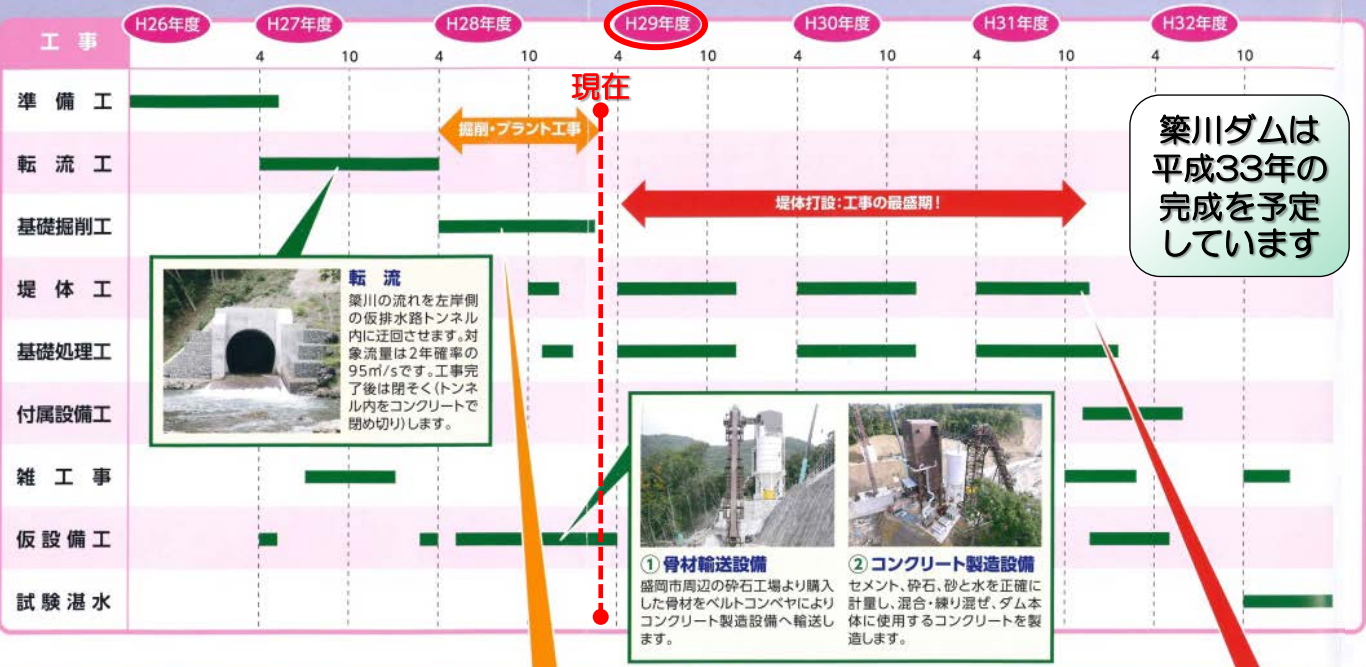 工事 H26年度 H27年度 H28年度 H29年度 H30年度 H31年度 H32年度
4 10 4 10 4 10 4 10 4 10 4 10
現在
準備工
掘削・プラント工事
転流工
堤体打設:工事の最盛期!
基礎掘削工
堤体工
基礎処理工
付属設備工
雑工事
仮設備工
試験湛水
簗川ダムは
平成33年の
完成を予定
しています
転流
簗川の流れを左岸側
の仮排水路トンネル
内に迂回させます。対
象流量は2年確率の
95㎥/sです。工事完
了後は閉そく(トンネ
ル内をコンクリートで
閉め切り)します。
①骨材輸送設備
盛岡市周辺の砕石工場より購入
した骨材をベルトコンベヤにより
コンクリート製造設備へ輸送し
ます。
②コンクリート製造設備
セメント、砕石、砂と水を正確に
計量し、混合・練り混ぜ、ダム本
体に使用するコンクリートを製
造します。